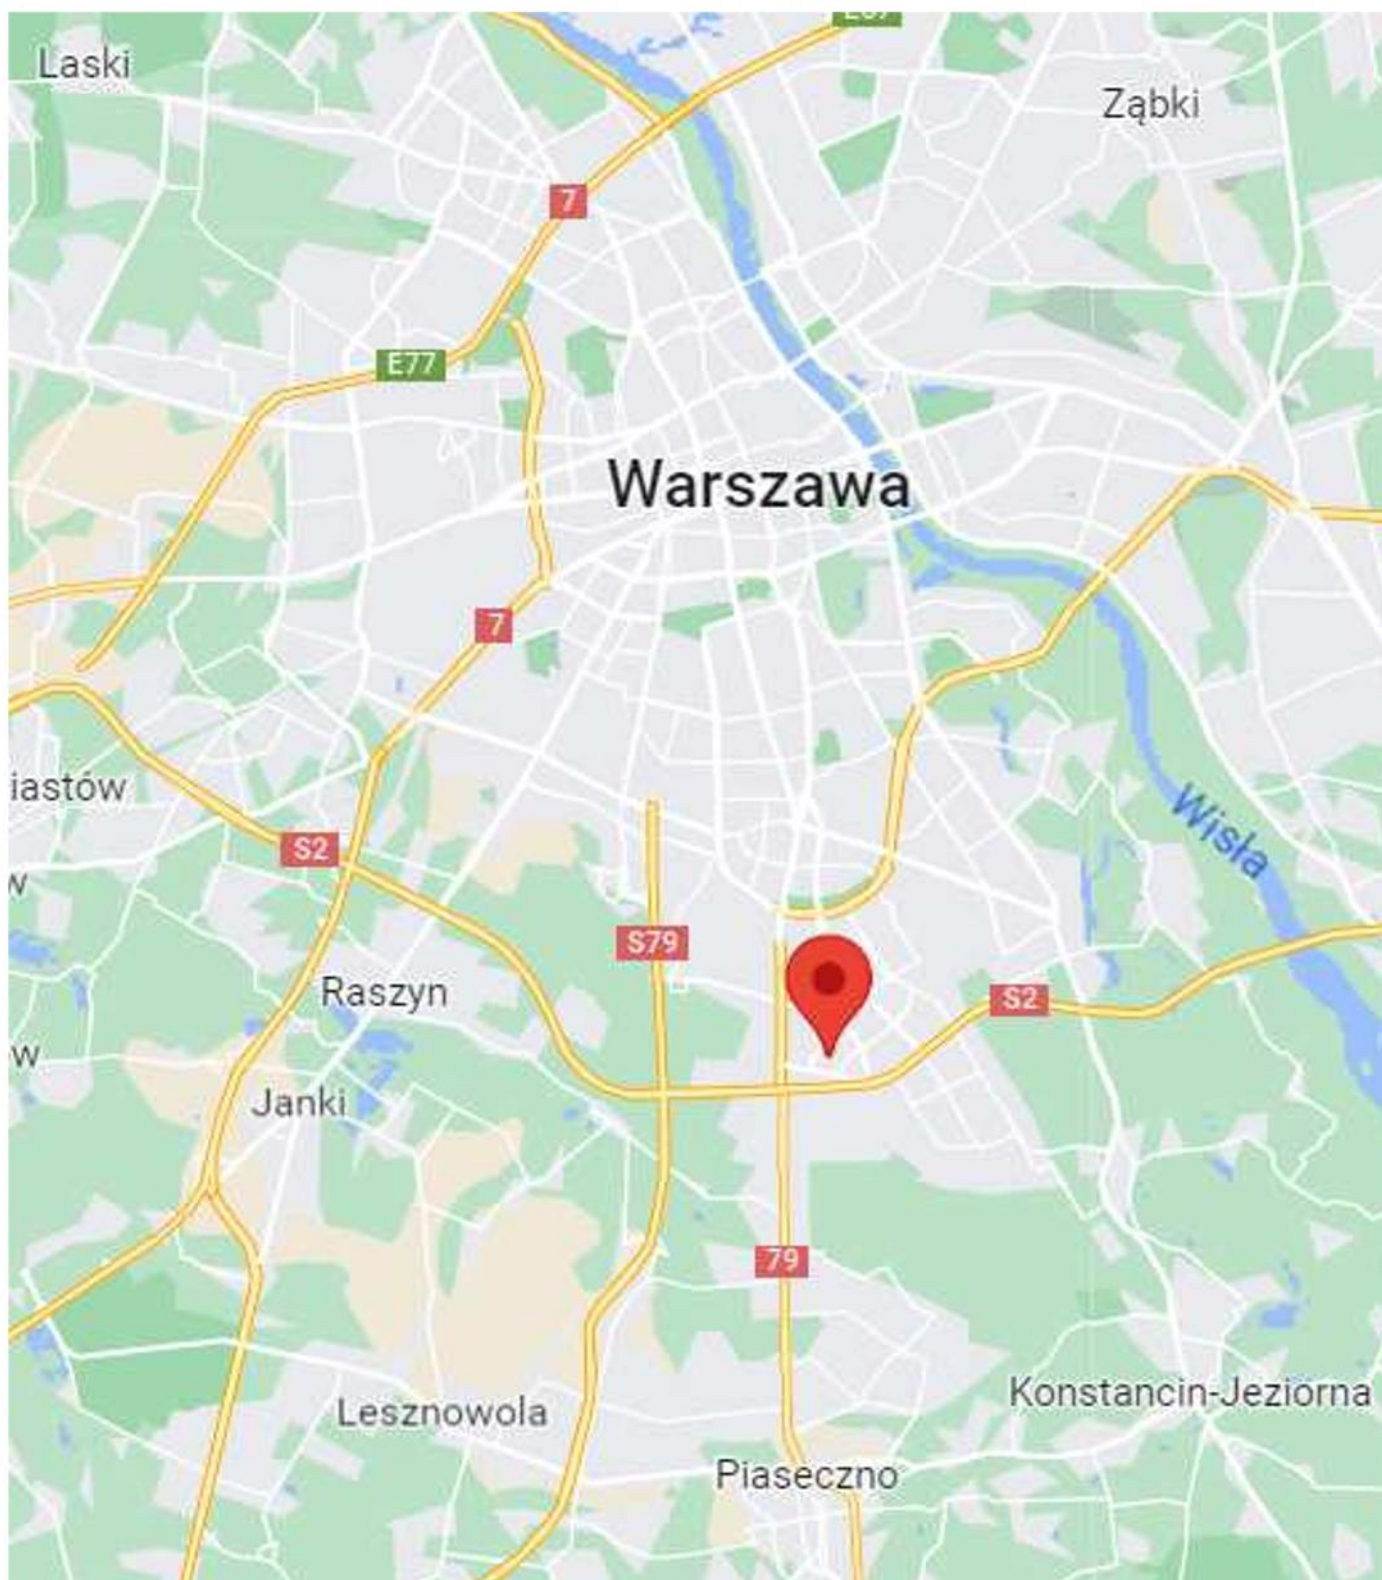 Laski
Ząbki
7
E77
Warszawa
7
iastów
Wisła
S2
w
S79
Raszyn
S2
w
Janki
79
Lesznowola
Konstancin-Jeziorna
Piaseczno